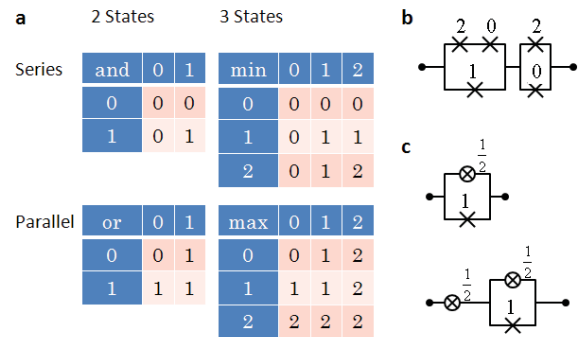 a
2 States
3 States
Series
and 0 1
0 0 0
1 0 1
min 0 1 2
0 0 0 0
1 0 1 1
2 0 1 2
Parallel
or 0 1
0 0 1
1 1 1
max 0 1 2
0 0 1 2
1 1 1 2
2 2 2 2
b
2 0 2
1 0
c
1/2
1
1/2 1/2
1